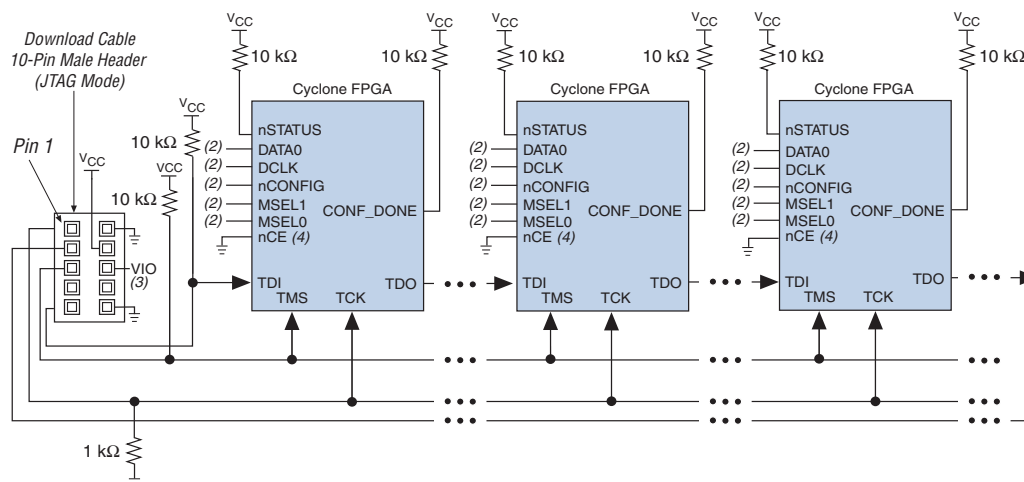 Download Cable
10-Pin Male Header
(JTAG Mode)
Pin 1
VCC
VCC
10 kΩ
VCC
10 kΩ
VIO
(3)
1 kΩ
VCC
10 kΩ
VCC
10 kΩ
Cyclone FPGA
nSTATUS
(2) DATA0
(2) DCLK
(2) nCONFIG
(2) MSEL1
(2) MSEL0
CONF_DONE
nCE (4)
TDI
TDO
TMS
TCK
VCC
10 kΩ
VCC
10 kΩ
Cyclone FPGA
nSTATUS
(2) DATA0
(2) DCLK
(2) nCONFIG
(2) MSEL1
(2) MSEL0
CONF_DONE
nCE (4)
TDI
TDO
TMS
TCK
VCC
10 kΩ
VCC
10 kΩ
Cyclone FPGA
nSTATUS
(2) DATA0
(2) DCLK
(2) nCONFIG
(2) MSEL1
(2) MSEL0
CONF_DONE
nCE (4)
TDI
TDO
TMS
TCK